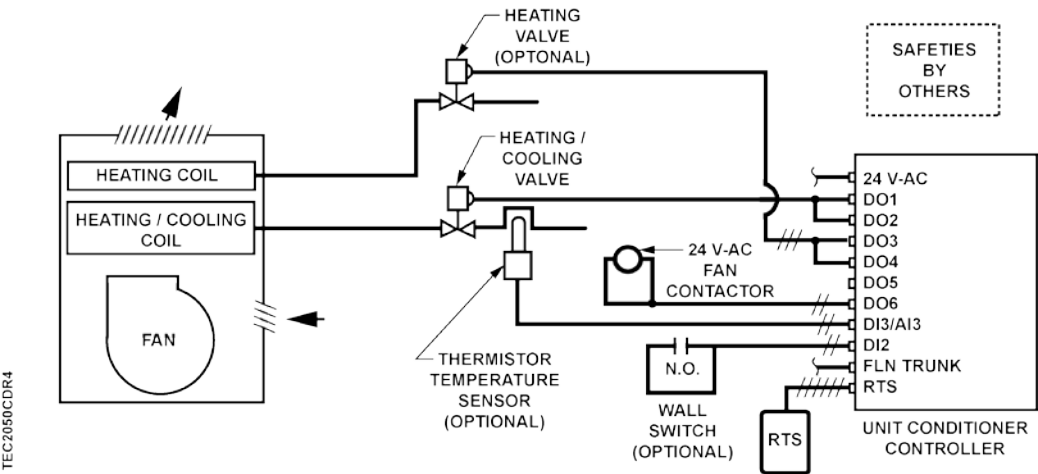 HEATING
VALVE
(OPTONAL)
SAFETIES
BY
OTHERS
HEATING /
COOLING
VALVE
HEATING COIL
HEATING / COOLING
COIL
FAN
24 V-AC
FAN
CONTACTOR
THERMISTOR
TEMPERATURE
SENSOR
(OPTIONAL)
N.O.
WALL
SWITCH
(OPTIONAL)
RTS
24 V-AC
DO1
DO2
DO3
DO4
DO5
DO6
DI3/AI3
DI2
FLN TRUNK
RTS
UNIT CONDITIONER
CONTROLLER
TEC2050CDR4